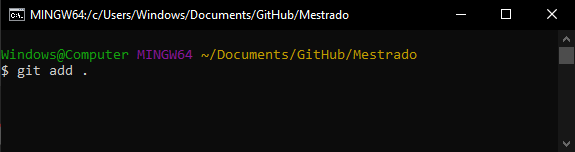 MINGW64:/c/Users/Windows/Documents/GitHub/Mestrado
Windows@Computer MINGW64 ~/Documents/GitHub/Mestrado
$ git add .